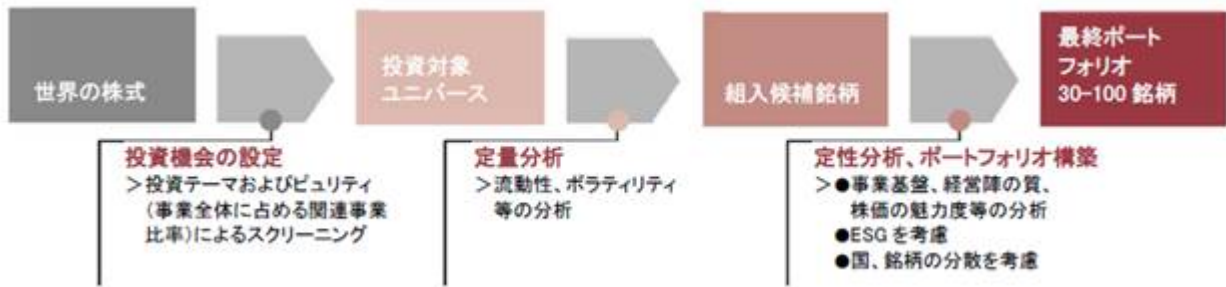 世界の株式
投資対象
ユニバース
組入候補銘柄
最終ポート
フォリオ
30-100 銘柄
投資機会の設定
＞投資テーマおよびピュリティ
（事業全体に占める関連事業
比率）によるスクリーニング
定量分析
＞流動性、ボラティリティ
等の分析
定性分析、ポートフォリオ構築
＞●事業基盤、経営陣の質、
株価の魅力度等の分析
●ESGを考慮
●国、銘柄の分散を考慮